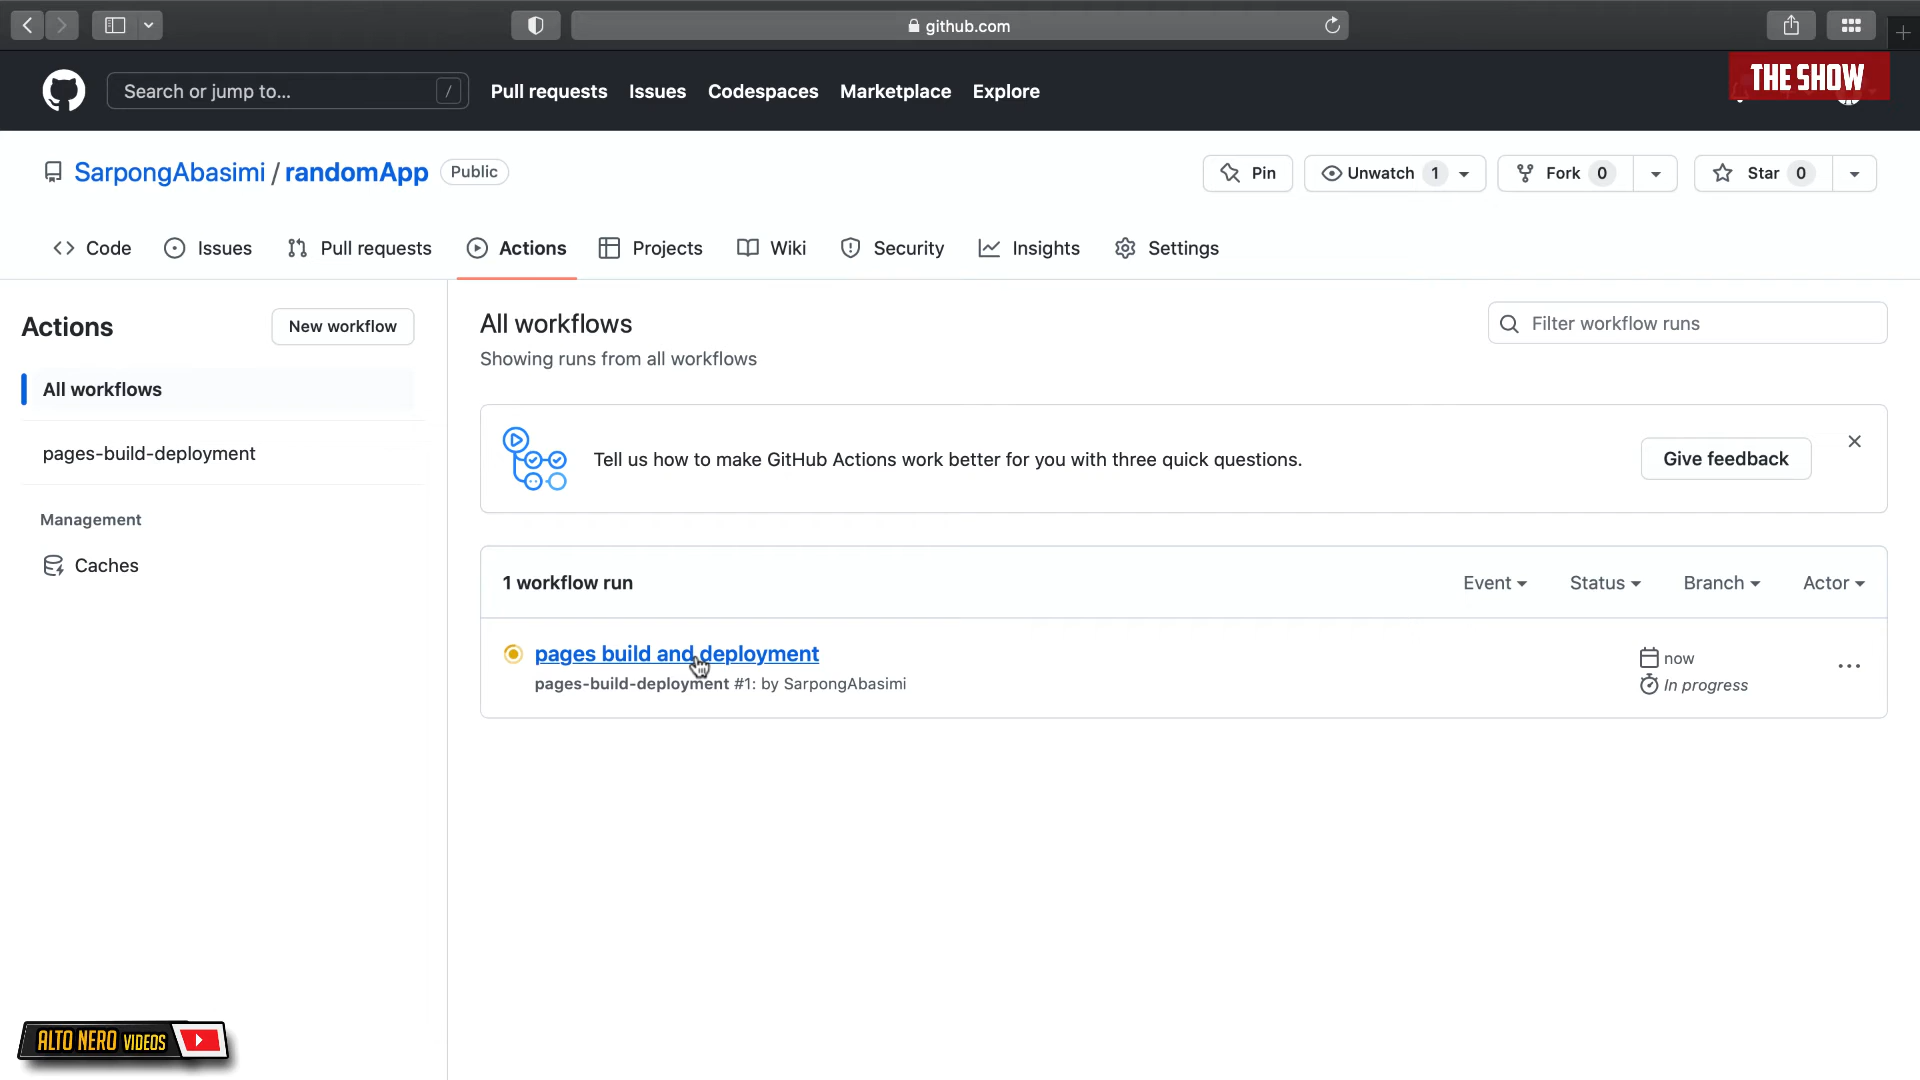 github.com
THE SHOW
Search or jump to... /
Pull requests Issues Codespaces Marketplace Explore
SarpongAbasimi / randomApp Public
Pin Unwatch 1 Fork 0 Star 0
Code Issues Pull requests Actions Projects Wiki Security Insights Settings
Actions New workflow
All workflows
pages-build-deployment
Management
Caches
All workflows
Showing runs from all workflows
Filter workflow runs
Tell us how to make GitHub Actions work better for you with three quick questions.
Give feedback
1 workflow run
Event Status Branch Actor
pages build and deployment
pages-build-deployment #1: by SarpongAbasimi
now
In progress
ALTO NERO VIDEOS